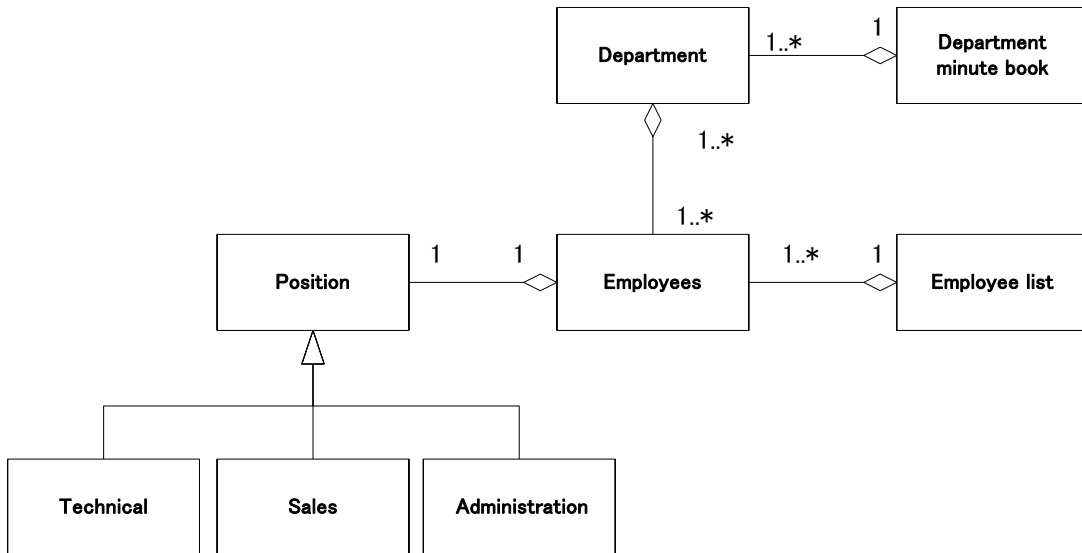 1
Department
1..*
Department
minute book
1..*
1..*
1
1
1..*
1
Position
Employees
Employee list
Technical
Sales
Administration